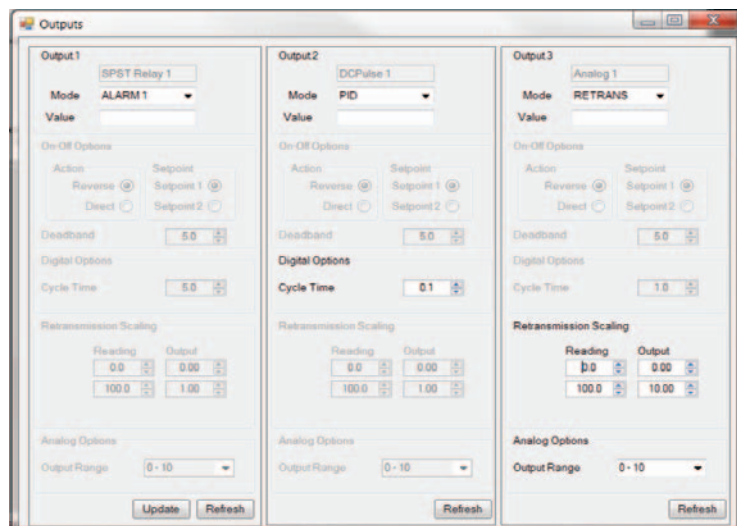 Outputs
Output1
SPST Relay 1
Mode ALARM 1
Value
On-Off Options
Action Setpoint
Reverse Setpoint 1
Direct Setpoint 2
Deadband 5.0
Digital Options
Cycle Time 5.0
Retransmission Scaling
Reading Output
0.0 0.00
100.0 1.00
Analog Options
Output Range 0 - 10
Update Refresh
Output2
DCPulse 1
Mode PID
Value
On-Off Options
Action Setpoint
Reverse Setpoint 1
Direct Setpoint 2
Deadband 5.0
Digital Options
Cycle Time 0.1
Retransmission Scaling
Reading Output
0.0 0.00
100.0 1.00
Analog Options
Output Range 0 - 10
Refresh
Output3
Analog 1
Mode RETRANS
Value
On-Off Options
Action Setpoint
Reverse Setpoint 1
Direct Setpoint 2
Deadband 5.0
Digital Options
Cycle Time 1.0
Retransmission Scaling
Reading Output
0.0 0.00
100.0 10.00
Analog Options
Output Range 0 - 10
Refresh